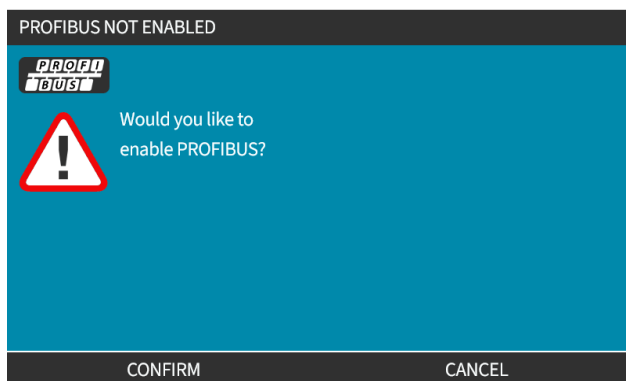 PROFIBUS NOT ENABLED
PROFI
BUS
Would you like to
enable PROFIBUS?
!
CONFIRM CANCEL